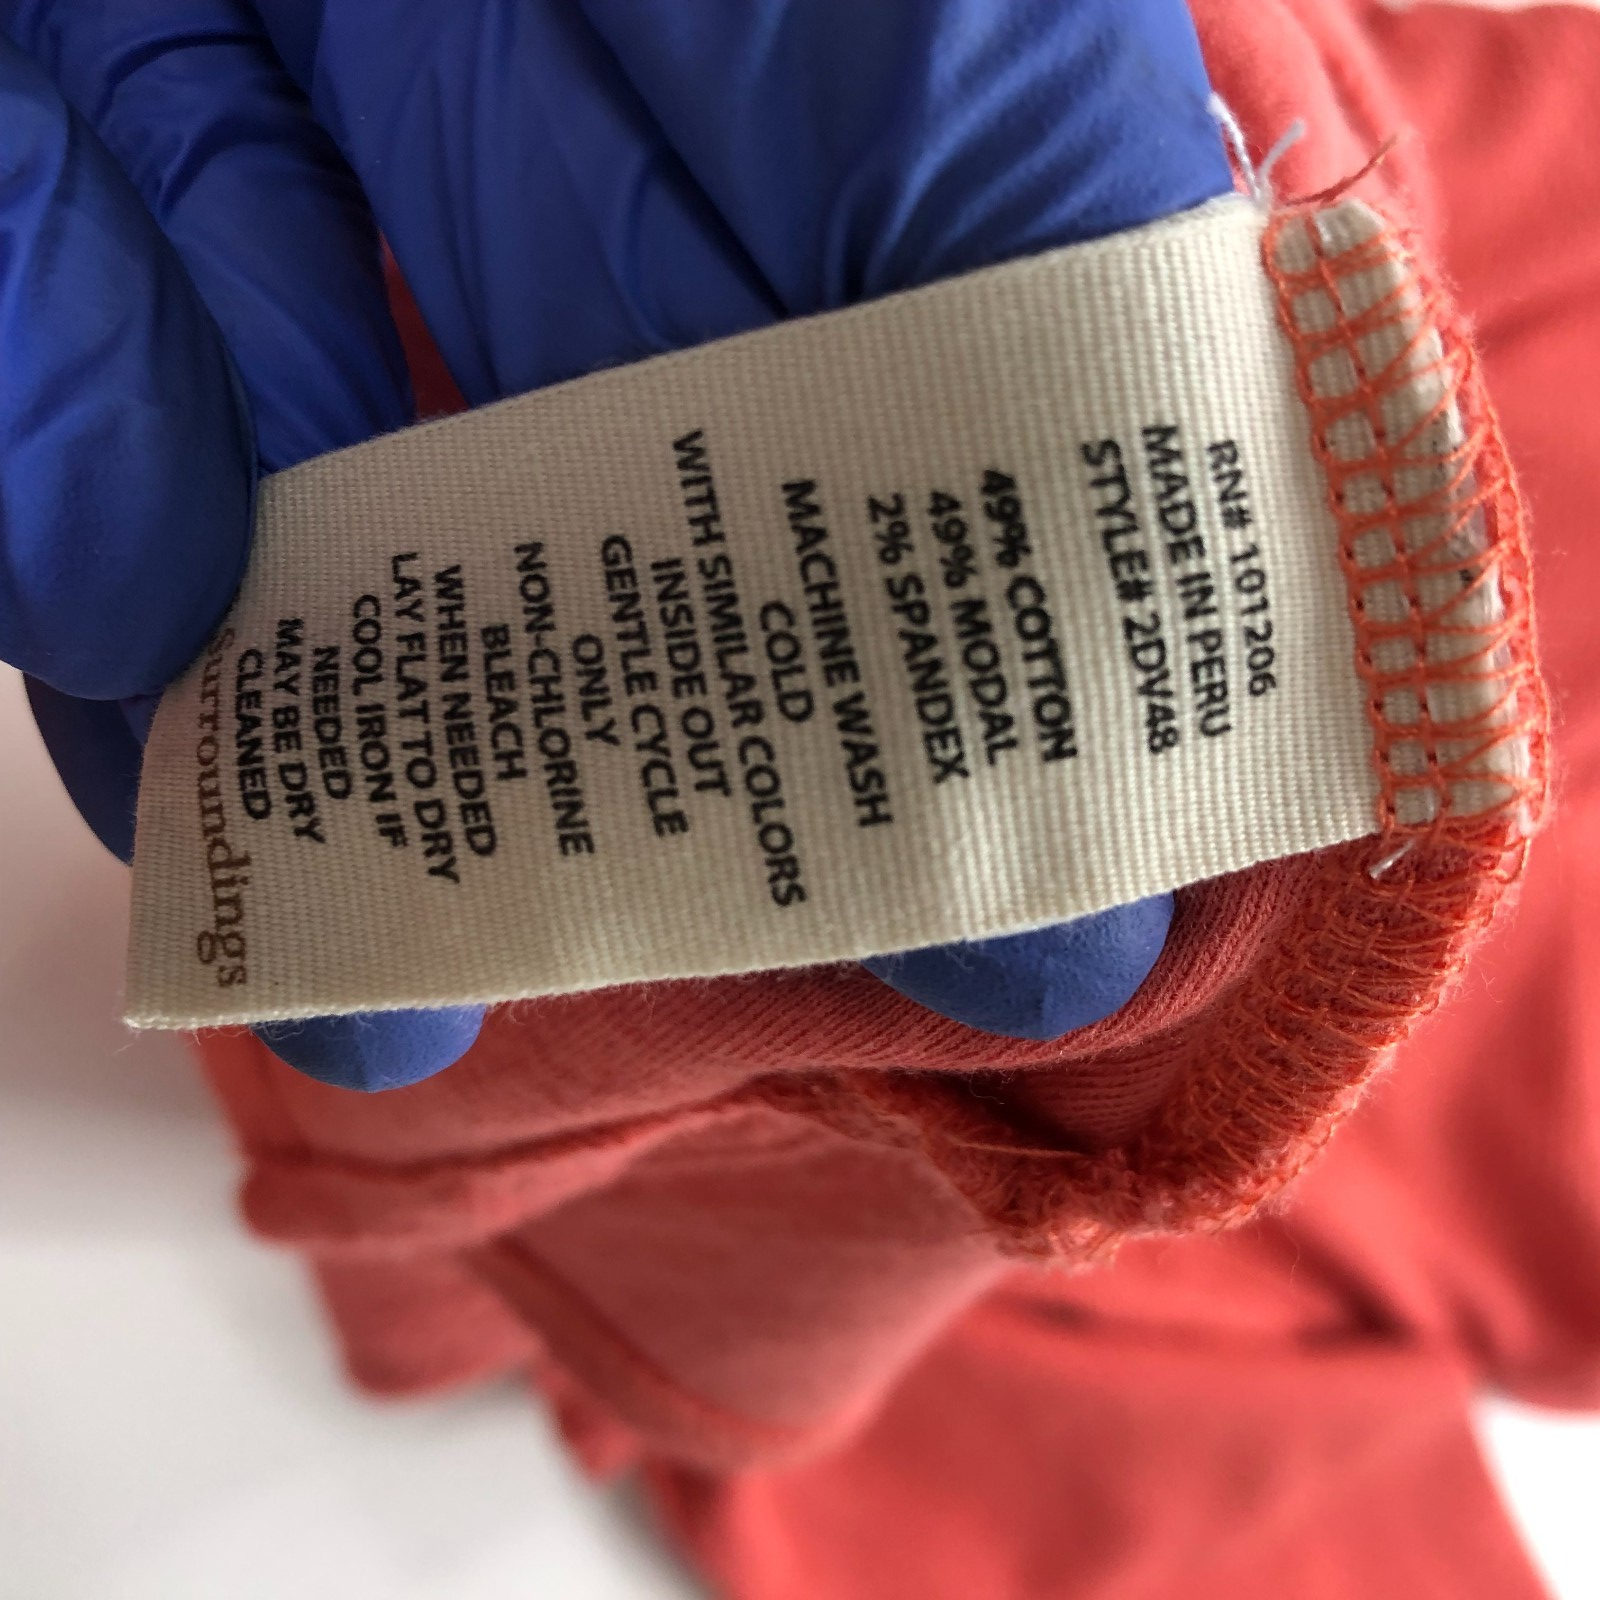 RN# 101206
MADE IN PERU
STYLE# 2DV48
49% COTTON
49% MODAL
2% SPANDEX
MACHINE WASH
COLD
WITH SIMILAR COLORS
INSIDE OUT
GENTLE CYCLE
ONLY
NON-CHLORINE
BLEACH
WHEN NEEDED
LAY FLAT TO DRY
COOL IRON IF
NEEDED
MAY BE DRY
CLEANED
surroundings